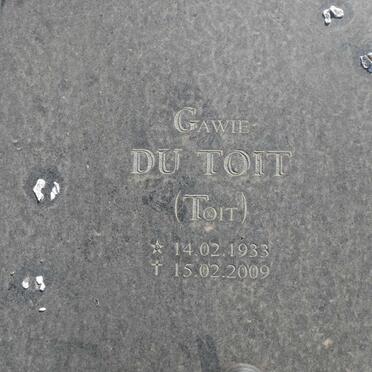 GAWIE
DU TOIT
(TOIT)
☆ 14.02.1933
✝ 15.02.2009